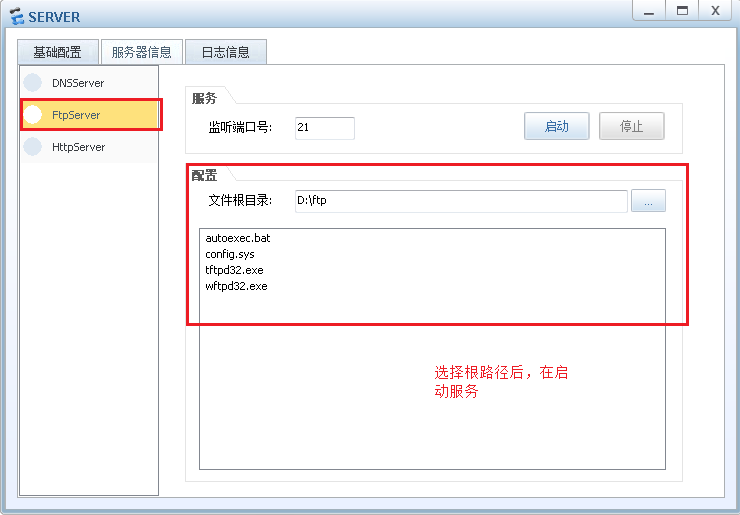 SERVER
基础配置 服务器信息 日志信息
DNSServer
FtpServer
HttpServer
服务
监听端口号: 21 启动 停止
配置
文件根目录: D:\ftp ...
autoexec.bat
config.sys
tftpd32.exe
wftpd32.exe
选择根路径后，在启
动服务